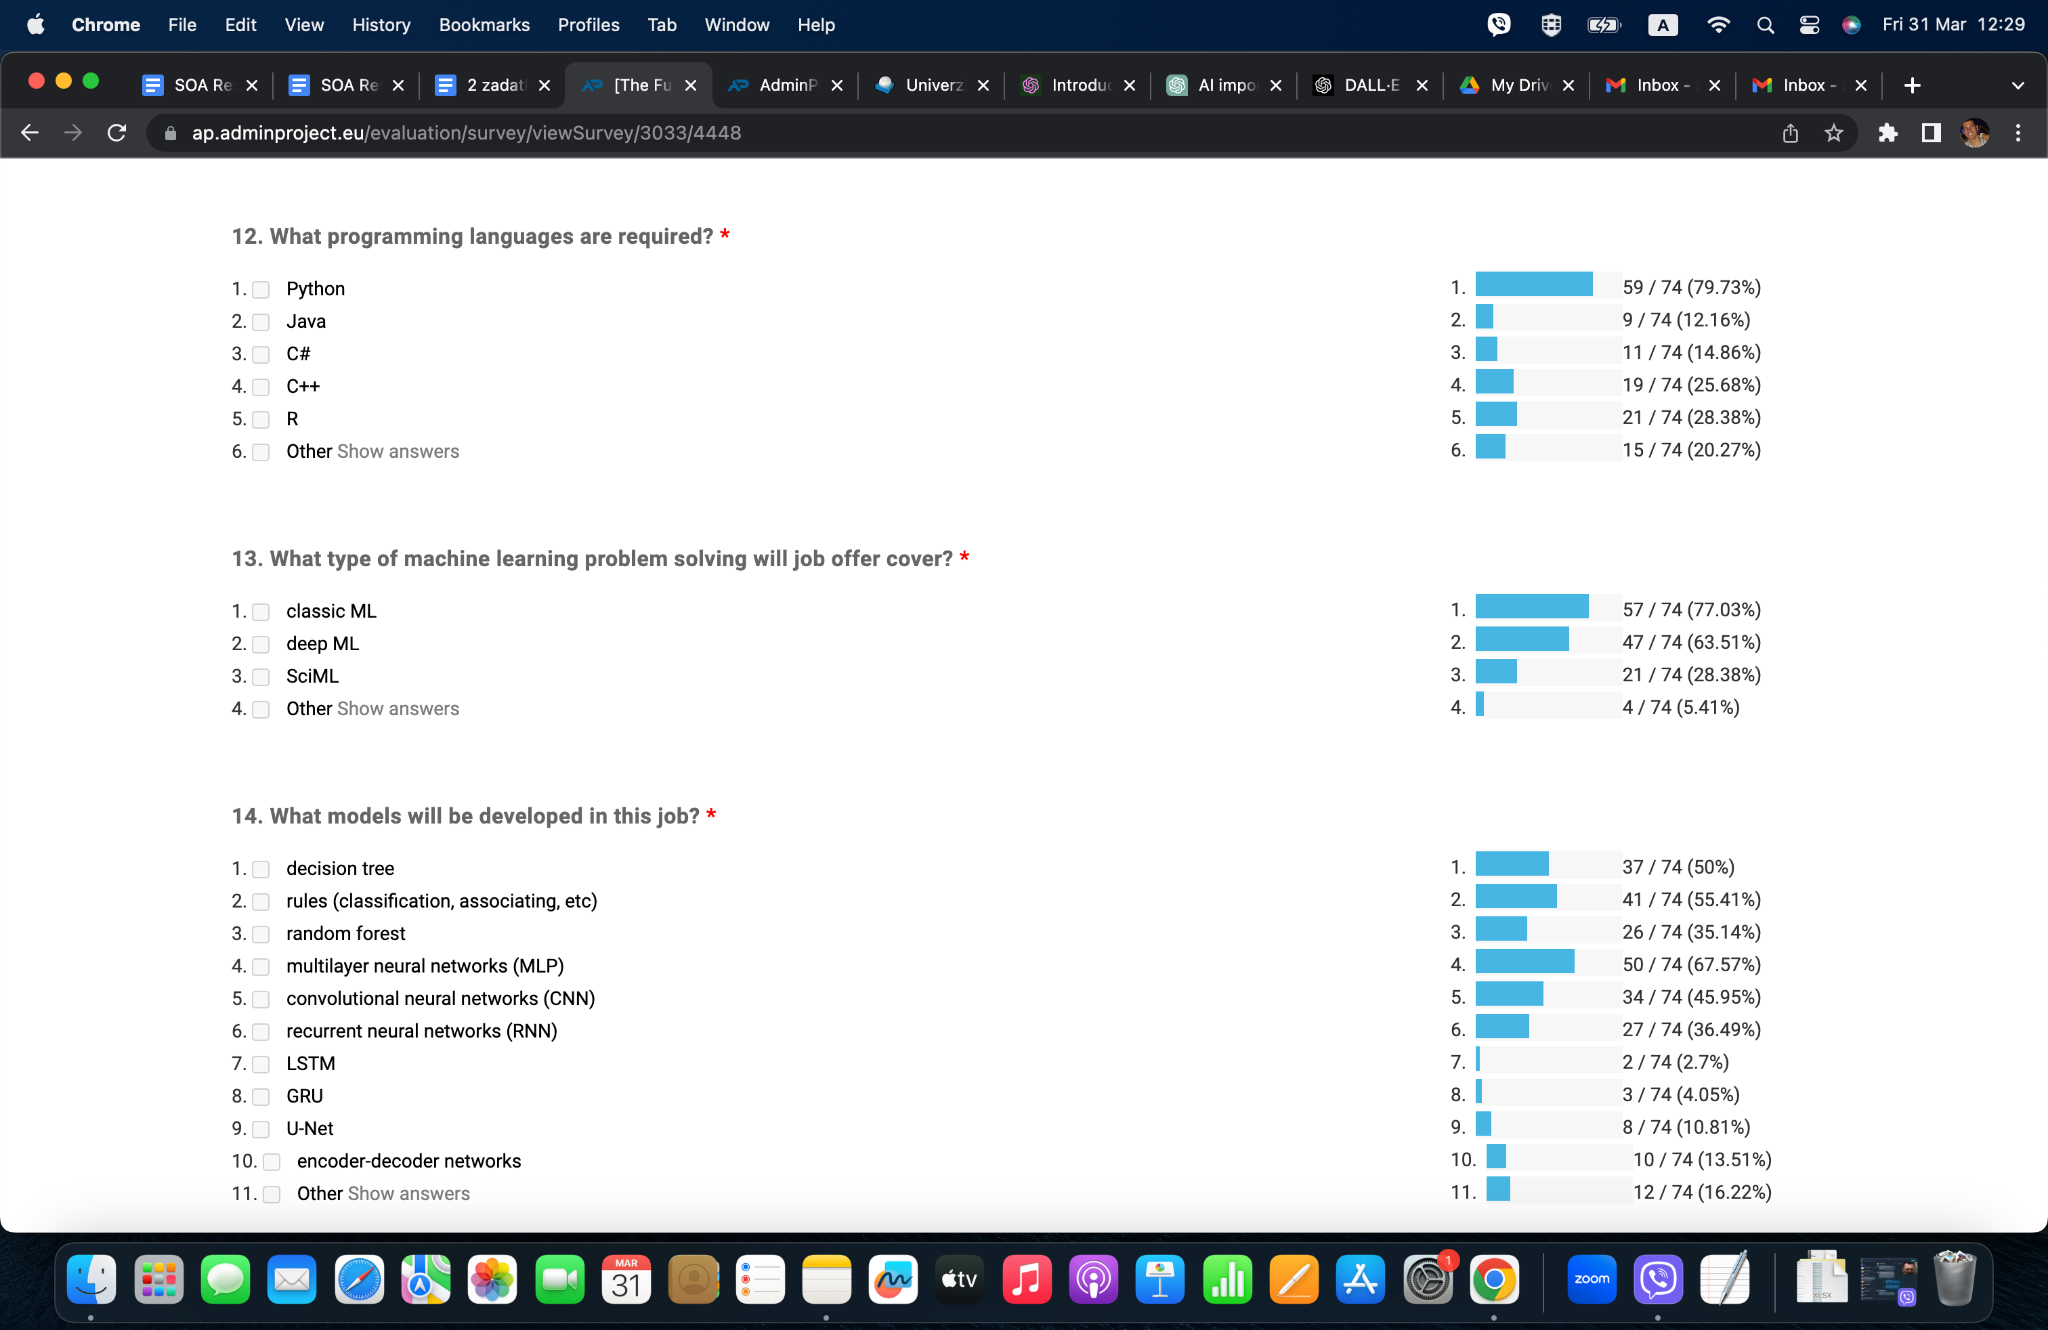 Chrome File Edit View History Bookmarks Profiles Tab Window Help A Fri 31 Mar 12:29
SOA Re SOA Re 2 zadat [The Fu AdminP Univerz Introduc AI impo DALL·E My Driv Inbox - Inbox -
ap.adminproject.eu/evaluation/survey/viewSurvey/3033/4448
12. What programming languages are required? *
1. Python 1. 59 / 74 (79.73%)
2. Java 2. 9 / 74 (12.16%)
3. C# 3. 11 / 74 (14.86%)
4. C++ 4. 19 / 74 (25.68%)
5. R 5. 21 / 74 (28.38%)
6. Other Show answers 6. 15 / 74 (20.27%)
13. What type of machine learning problem solving will job offer cover? *
1. classic ML 1. 57 / 74 (77.03%)
2. deep ML 2. 47 / 74 (63.51%)
3. SciML 3. 21 / 74 (28.38%)
4. Other Show answers 4. 4 / 74 (5.41%)
14. What models will be developed in this job? *
1. decision tree 1. 37 / 74 (50%)
2. rules (classification, associating, etc) 2. 41 / 74 (55.41%)
3. random forest 3. 26 / 74 (35.14%)
4. multilayer neural networks (MLP) 4. 50 / 74 (67.57%)
5. convolutional neural networks (CNN) 5. 34 / 74 (45.95%)
6. recurrent neural networks (RNN) 6. 27 / 74 (36.49%)
7. LSTM 7. 2 / 74 (2.7%)
8. GRU 8. 3 / 74 (4.05%)
9. U-Net 9. 8 / 74 (10.81%)
10. encoder-decoder networks 10. 10 / 74 (13.51%)
11. Other Show answers 11. 12 / 74 (16.22%)
MAR
31
tv
1
zoom
XLSX